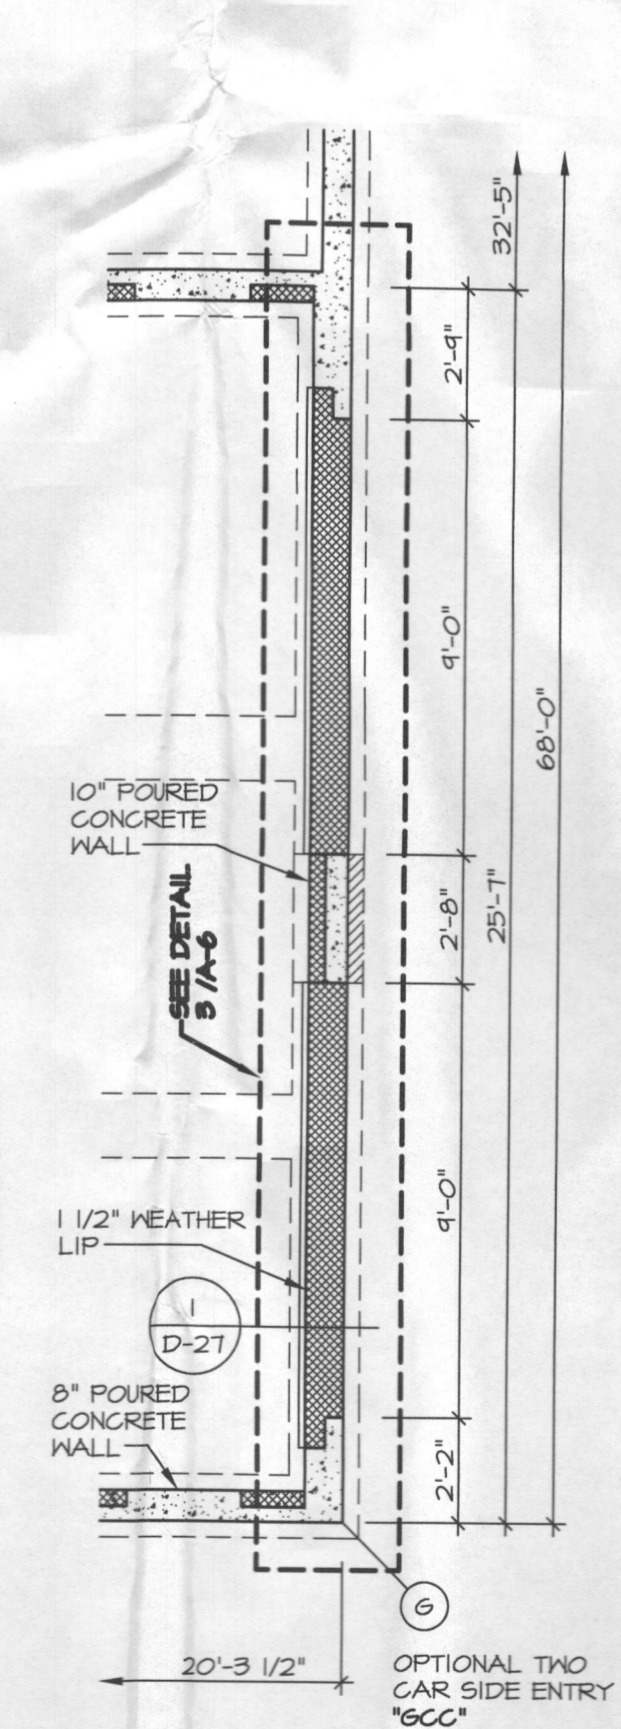 32'-5"
2'-9"
9'-0"
68'-0"
10" POURED
CONCRETE
WALL
SEE DETAIL
3 /A-6
2'-8"
25'-7"
1 1/2" WEATHER
LIP
9'-0"
1
D-27
8" POURED
CONCRETE
WALL
2'-2"
G
20'-3 1/2"
OPTIONAL TWO
CAR SIDE ENTRY
"GCC"